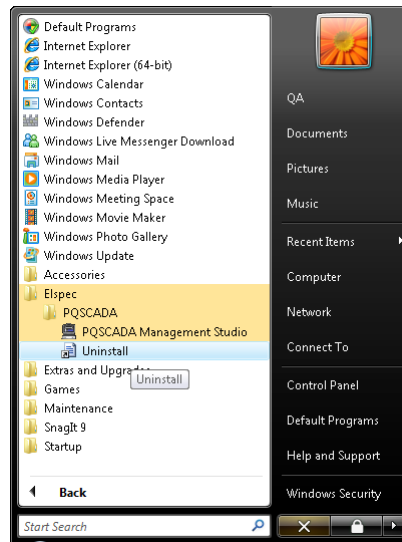 Default Programs
Internet Explorer
Internet Explorer (64-bit)
Windows Calendar
Windows Contacts
Windows Defender
Windows Live Messenger Download
Windows Mail
Windows Media Player
Windows Meeting Space
Windows Movie Maker
Windows Photo Gallery
Windows Update
Accessories
Elspec
PQSCADA
PQSCADA Management Studio
Uninstall
Extras and Upgrades
Uninstall
Games
Maintenance
SnagIt 9
Startup
Back
Start Search
QA
Documents
Pictures
Music
Recent Items
Computer
Network
Connect To
Control Panel
Default Programs
Help and Support
Windows Security